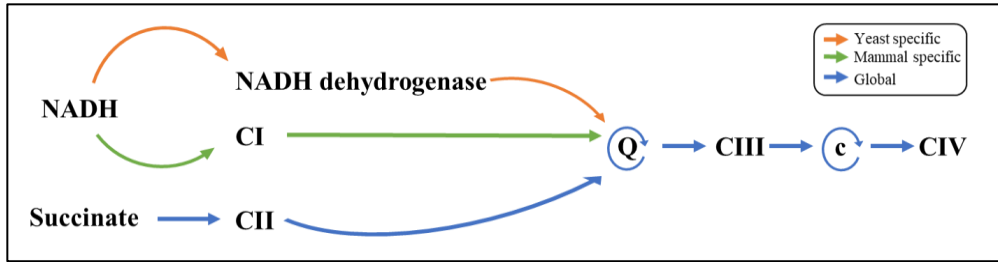 Yeast specific
Mammal specific
Global
NADH dehydrogenase
NADH
CI
Q
CIII
c
CIV
Succinate
CII